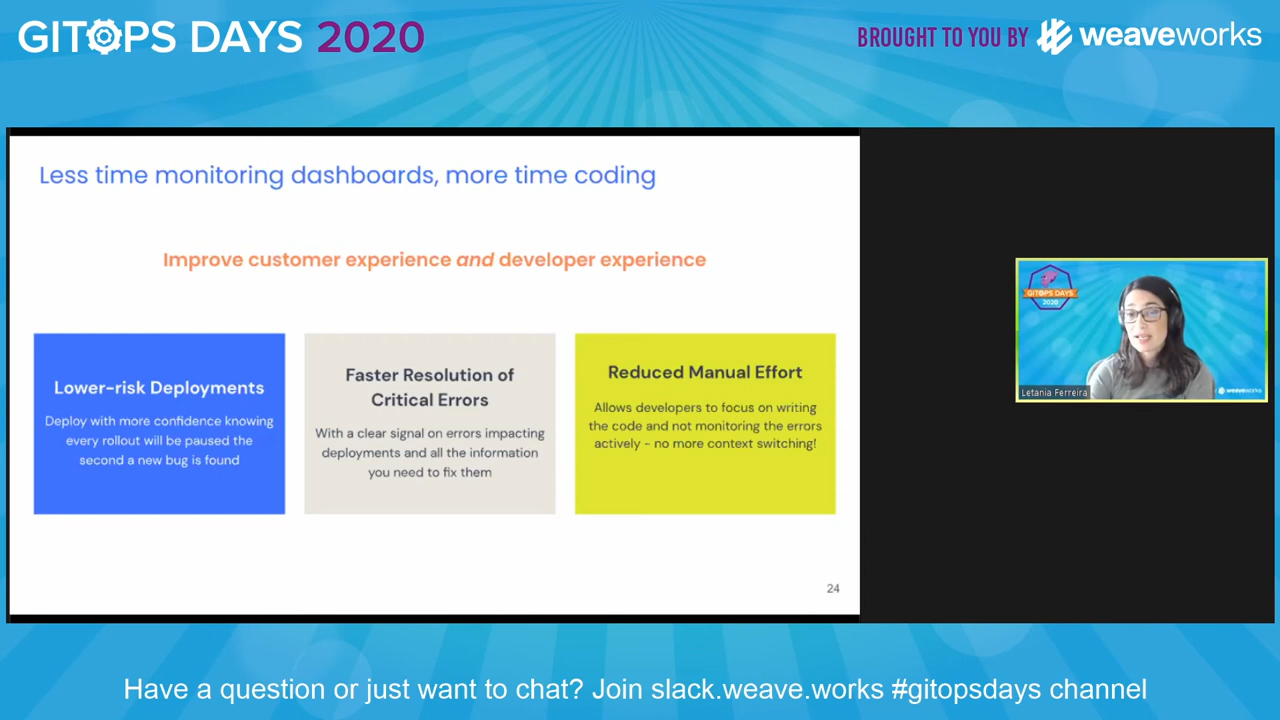 GITOPS DAYS 2020
BROUGHT TO YOU BY weaveworks
Less time monitoring dashboards, more time coding
Improve customer experience and developer experience
Lower-risk Deployments
Deploy with more confidence knowing
every rollout will be paused the
second a new bug is found
Faster Resolution of
Critical Errors
With a clear signal on errors impacting
deployments and all the information
you need to fix them
Reduced Manual Effort
Allows developers to focus on writing
the code and not monitoring the errors
actively - no more context switching!
24
GITOPS DAYS
2020
Letania Ferreira
weaveworks
Have a question or just want to chat? Join slack.weave.works #gitopsdays channel